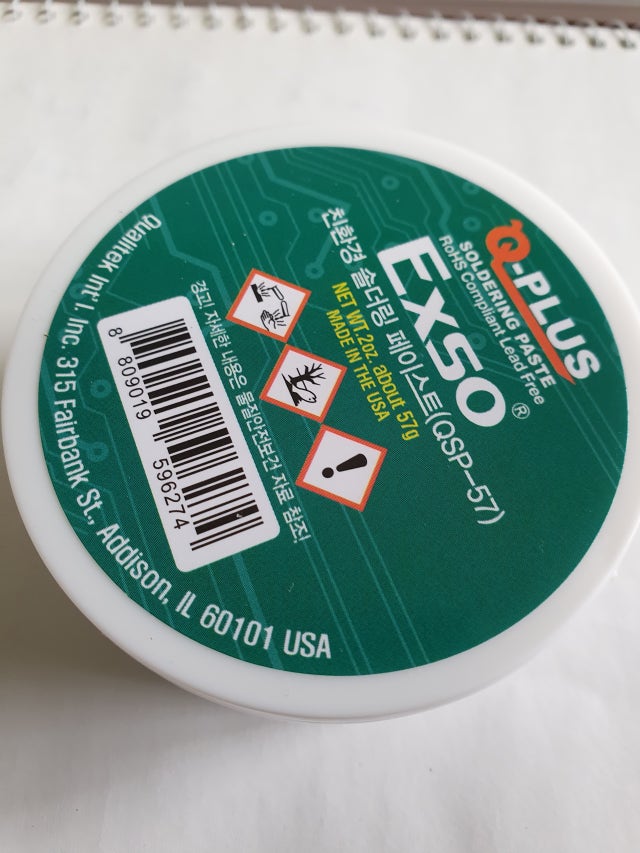 Q-PLUS
SOLDERING PASTE
RoHS Compliant Lead Free
EXSO®
친환경 솔더링 페이스트(QSP-57)
NET WT. 2oz. about 57g
MADE IN THE USA
경고! 자세한 내용은 물질안전보건 자료 참조!
8 809019 596274
Qualitek Int'l, Inc. 315 Fairbank St., Addison, IL 60101 USA